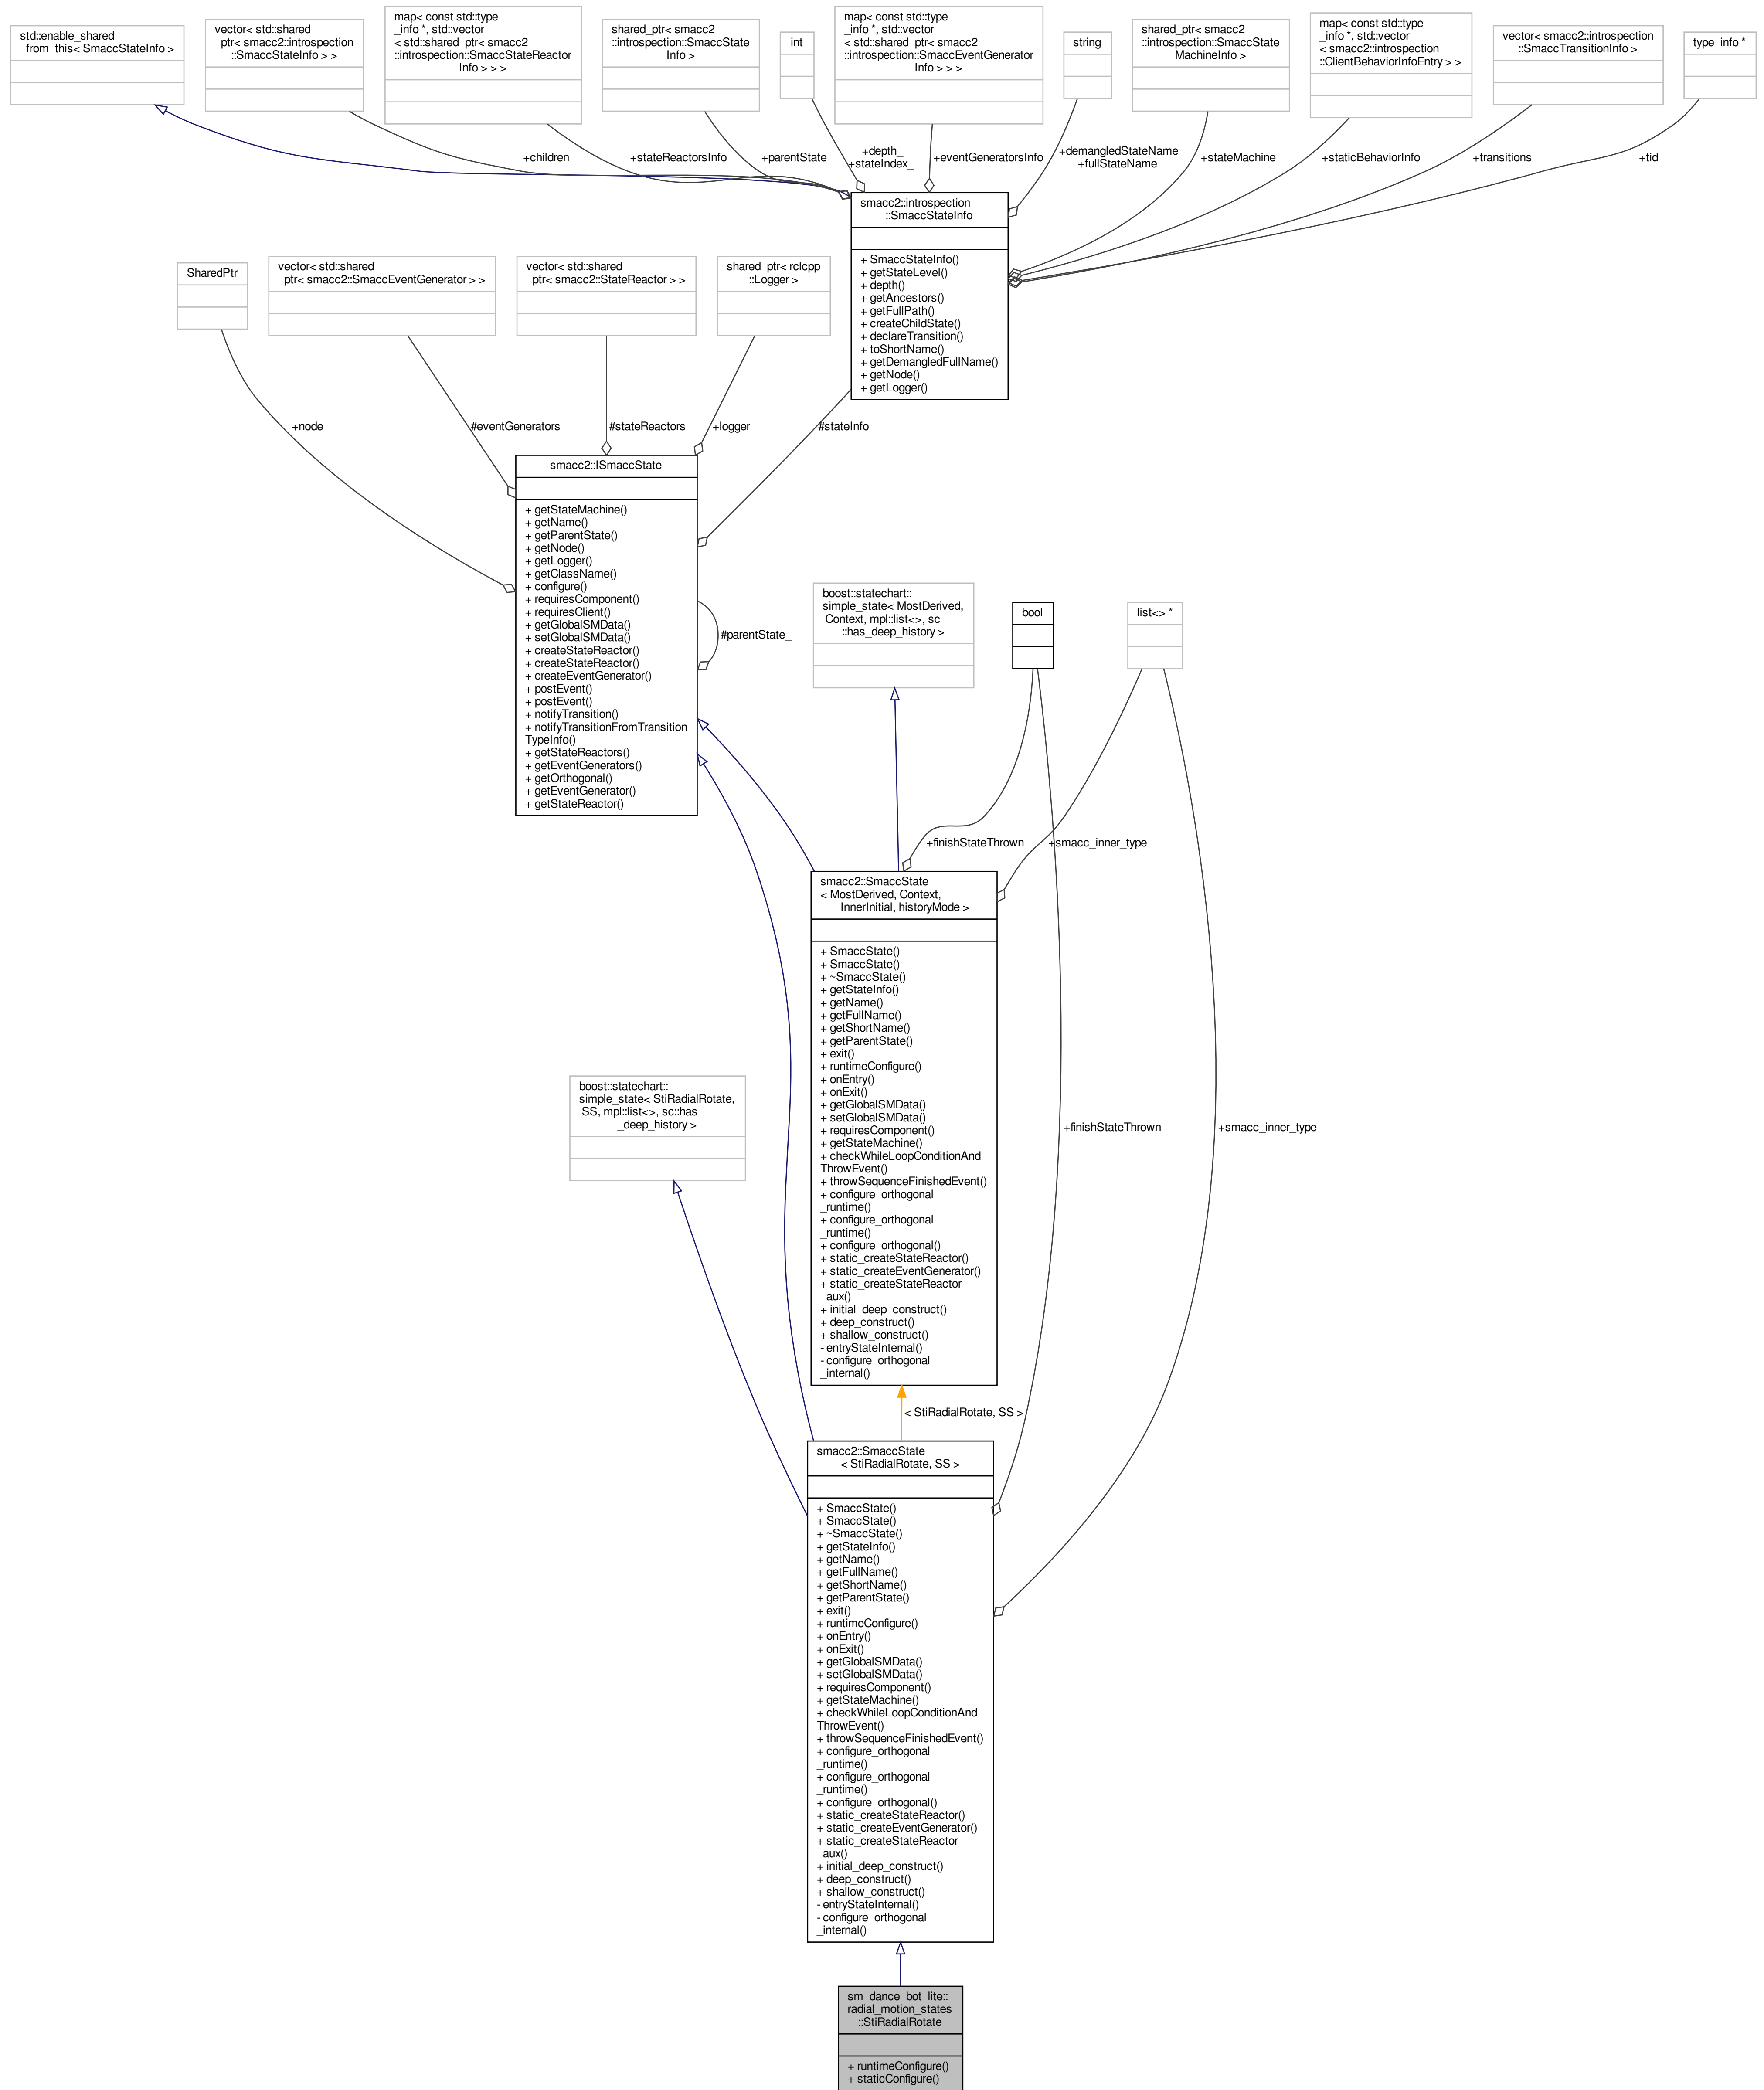 std::enable_shared
_from_this< SmaccStateInfo >
vector< std::shared
_ptr< smacc2::introspection
::SmaccStateInfo > >
map< const std::type
_info *, std::vector
< std::shared_ptr< smacc2
::introspection::SmaccStateReactor
Info > > >
shared_ptr< smacc2
::introspection::SmaccState
Info >
int
map< const std::type
_info *, std::vector
< std::shared_ptr< smacc2
::introspection::SmaccEventGenerator
Info > > >
string
shared_ptr< smacc2
::introspection::SmaccState
MachineInfo >
map< const std::type
_info *, std::vector
< smacc2::introspection
::ClientBehaviorInfoEntry > >
vector< smacc2::introspection
::SmaccTransitionInfo >
type_info *
+children_
+stateReactorsInfo
+parentState_
+depth_
+stateIndex_
+eventGeneratorsInfo
+demangledStateName
+fullStateName
+stateMachine_
+staticBehaviorInfo
+transitions_
+tid_
smacc2::introspection
::SmaccStateInfo
+ SmaccStateInfo()
+ getStateLevel()
+ depth()
+ getAncestors()
+ getFullPath()
+ createChildState()
+ declareTransition()
+ toShortName()
+ getDemangledFullName()
+ getNode()
+ getLogger()
SharedPtr
vector< std::shared
_ptr< smacc2::SmaccEventGenerator > >
vector< std::shared
_ptr< smacc2::StateReactor > >
shared_ptr< rclcpp
::Logger >
+node_
#eventGenerators_
#stateReactors_
+logger_
#stateInfo_
smacc2::ISmaccState
+ getStateMachine()
+ getName()
+ getParentState()
+ getNode()
+ getLogger()
+ getClassName()
+ configure()
+ requiresComponent()
+ requiresClient()
+ getGlobalSMData()
+ setGlobalSMData()
+ createStateReactor()
+ createStateReactor()
+ createEventGenerator()
+ postEvent()
+ postEvent()
+ notifyTransition()
+ notifyTransitionFromTransition
TypeInfo()
+ getStateReactors()
+ getEventGenerators()
+ getOrthogonal()
+ getEventGenerator()
+ getStateReactor()
#parentState_
boost::statechart::
simple_state< MostDerived,
Context, mpl::list<>, sc
::has_deep_history >
bool
list<> *
+finishStateThrown
+smacc_inner_type
smacc2::SmaccState
< MostDerived, Context,
InnerInitial, historyMode >
+ SmaccState()
+ SmaccState()
+ ~SmaccState()
+ getStateInfo()
+ getName()
+ getFullName()
+ getShortName()
+ getParentState()
+ exit()
+ runtimeConfigure()
+ onEntry()
+ onExit()
+ getGlobalSMData()
+ setGlobalSMData()
+ requiresComponent()
+ getStateMachine()
+ checkWhileLoopConditionAnd
ThrowEvent()
+ throwSequenceFinishedEvent()
+ configure_orthogonal
_runtime()
+ configure_orthogonal
_runtime()
+ configure_orthogonal()
+ static_createStateReactor()
+ static_createEventGenerator()
+ static_createStateReactor
_aux()
+ initial_deep_construct()
+ deep_construct()
+ shallow_construct()
- entryStateInternal()
- configure_orthogonal
_internal()
boost::statechart::
simple_state< StiRadialRotate,
SS, mpl::list<>, sc::has
_deep_history >
+finishStateThrown
+smacc_inner_type
< StiRadialRotate, SS >
smacc2::SmaccState
< StiRadialRotate, SS >
+ SmaccState()
+ SmaccState()
+ ~SmaccState()
+ getStateInfo()
+ getName()
+ getFullName()
+ getShortName()
+ getParentState()
+ exit()
+ runtimeConfigure()
+ onEntry()
+ onExit()
+ getGlobalSMData()
+ setGlobalSMData()
+ requiresComponent()
+ getStateMachine()
+ checkWhileLoopConditionAnd
ThrowEvent()
+ throwSequenceFinishedEvent()
+ configure_orthogonal
_runtime()
+ configure_orthogonal
_runtime()
+ configure_orthogonal()
+ static_createStateReactor()
+ static_createEventGenerator()
+ static_createStateReactor
_aux()
+ initial_deep_construct()
+ deep_construct()
+ shallow_construct()
- entryStateInternal()
- configure_orthogonal
_internal()
sm_dance_bot_lite::
radial_motion_states
::StiRadialRotate
+ runtimeConfigure()
+ staticConfigure()